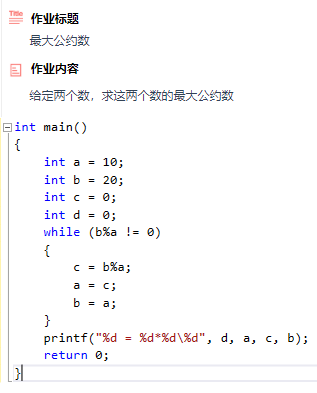 Title
作业标题
最大公约数
作业内容
给定两个数，求这两个数的最大公约数
int main()
{
    int a = 10;
    int b = 20;
    int c = 0;
    int d = 0;
    while (b%a != 0)
    {
        c = b%a;
        a = c;
        b = a;
    }
    printf("%d = %d*%d\%d", d, a, c, b);
    return 0;
}